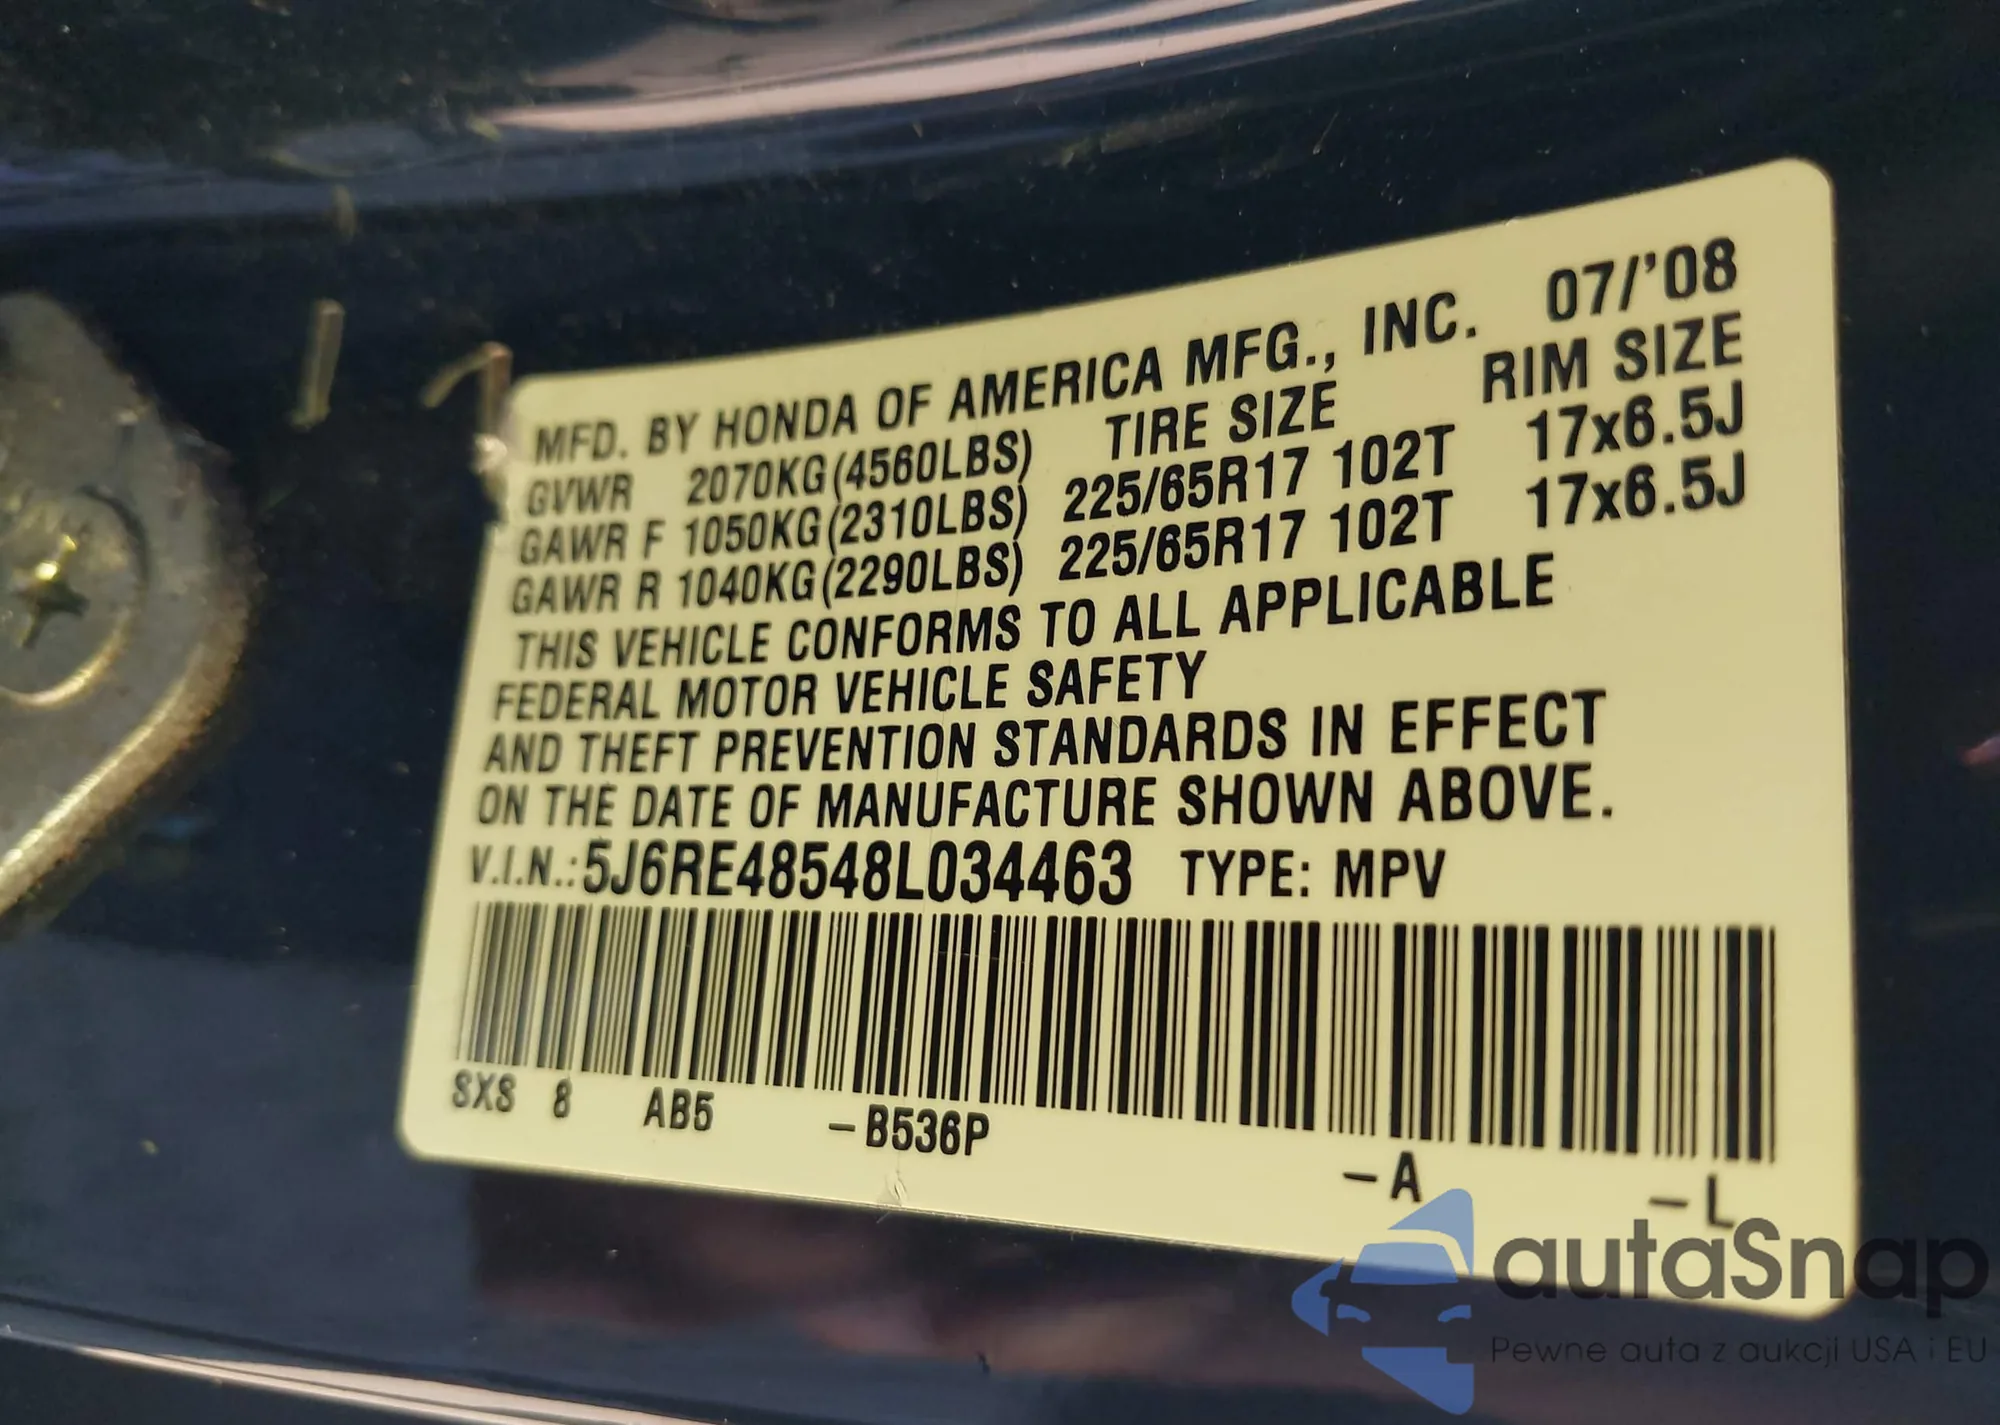 MFD. BY HONDA OF AMERICA MFG., INC. 07/'08
GVWR 2070KG(4560LBS) TIRE SIZE RIM SIZE
GAWR F 1050KG(2310LBS) 225/65R17 102T 17x6.5J
GAWR R 1040KG(2290LBS) 225/65R17 102T 17x6.5J
THIS VEHICLE CONFORMS TO ALL APPLICABLE
FEDERAL MOTOR VEHICLE SAFETY
AND THEFT PREVENTION STANDARDS IN EFFECT
ON THE DATE OF MANUFACTURE SHOWN ABOVE.
V.I.N.:5J6RE48548L034463 TYPE: MPV
SXS 8 AB5 –B536P –A –L
autaSnap
Pewne auta z aukcji USA i EU